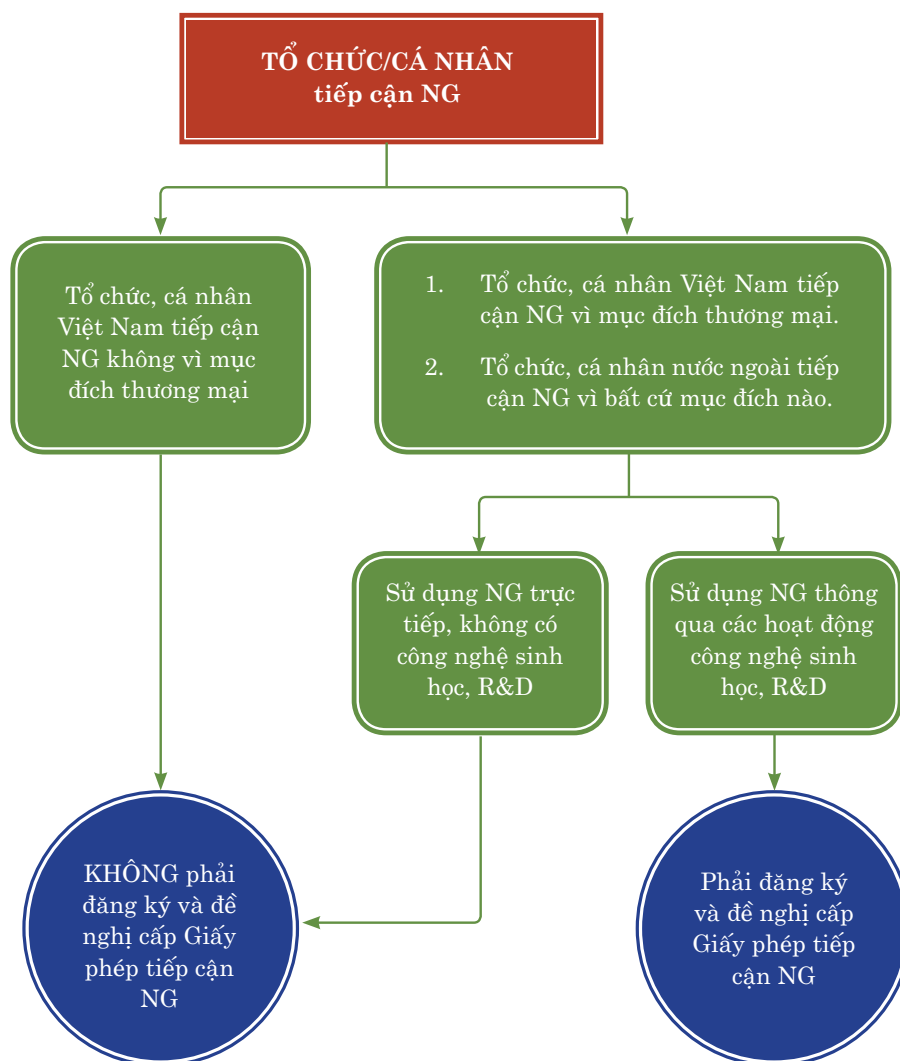 TỔ CHỨC/CÁ NHÂN
tiếp cận NG
Tổ chức, cá nhân
Việt Nam tiếp cận
NG không vì mục
đích thương mại
1. Tổ chức, cá nhân Việt Nam tiếp
cận NG vì mục đích thương mại.
2. Tổ chức, cá nhân nước ngoài tiếp
cận NG vì bất cứ mục đích nào.
Sử dụng NG trực
tiếp, không có
công nghệ sinh
học, R&D
Sử dụng NG thông
qua các hoạt động
công nghệ sinh
học, R&D
KHÔNG phải
đăng ký và đề
nghị cấp Giấy
phép tiếp cận
NG
Phải đăng ký
và đề nghị cấp
Giấy phép tiếp
cận NG